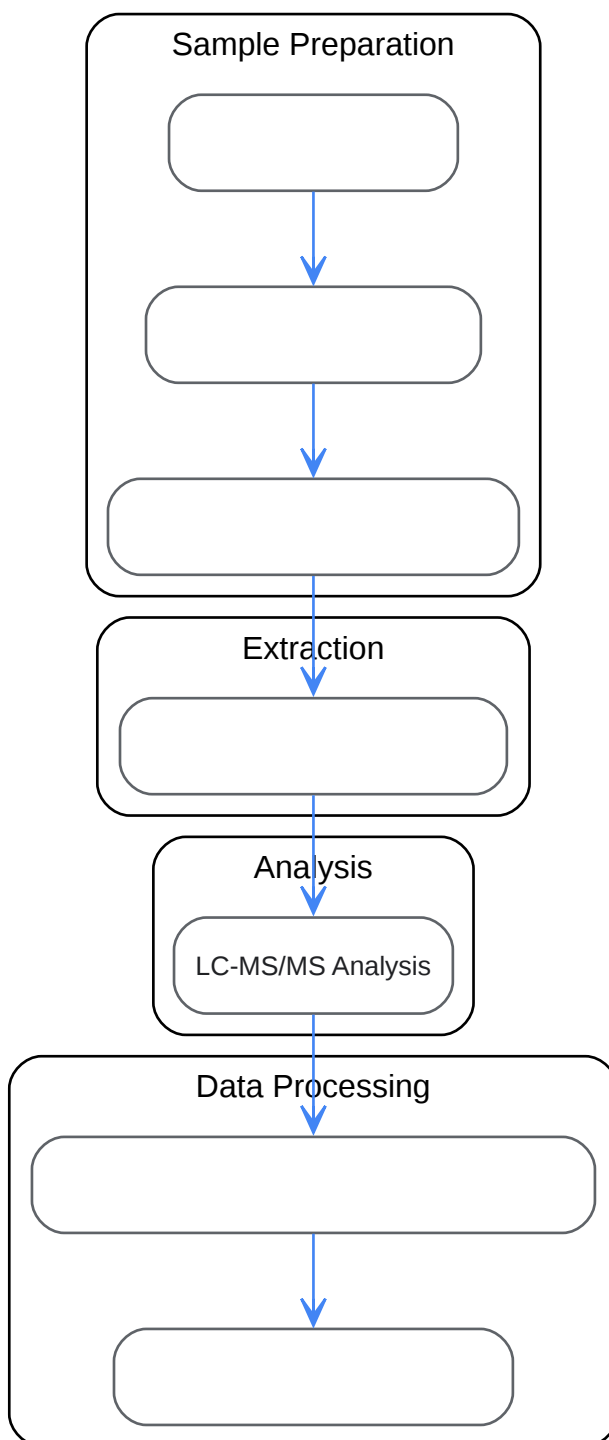 Sample Preparation
Extraction
Analysis
LC-MS/MS Analysis
Data Processing